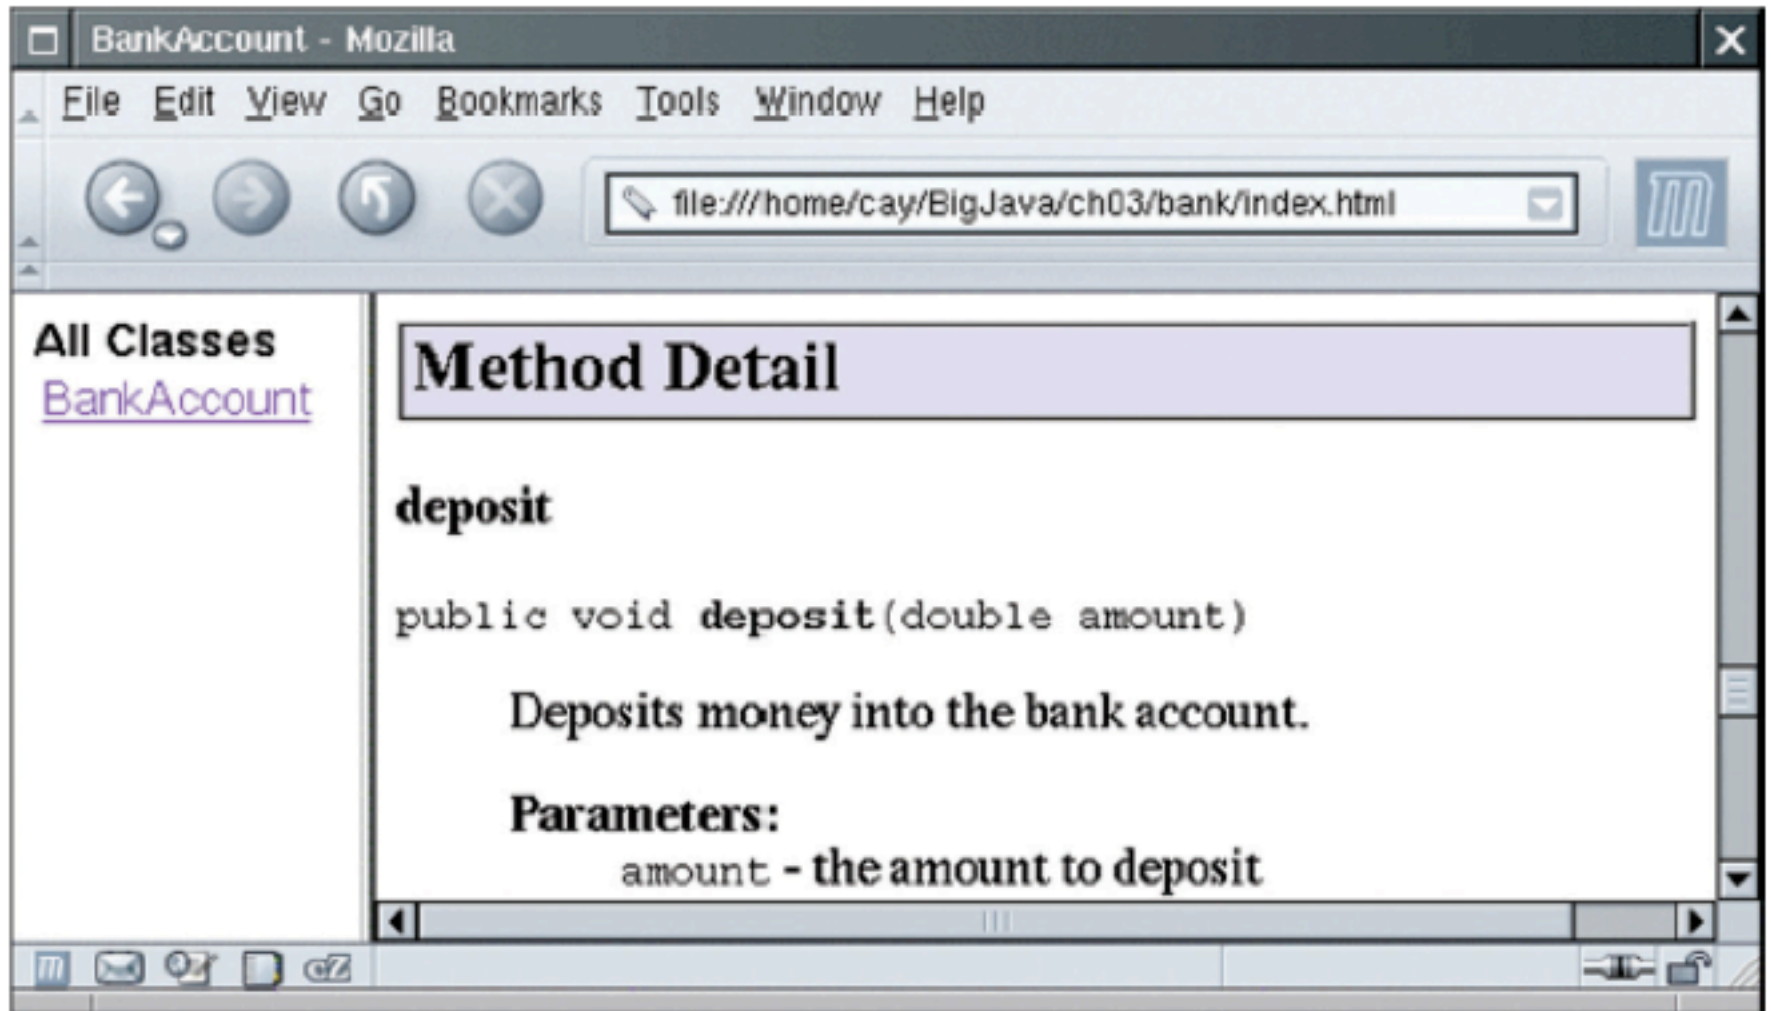 BankAccount - Mozilla
File Edit View Go Bookmarks Tools Window Help
file:///home/cay/BigJava/ch03/bank/index.html
m
All Classes
BankAccount
Method Detail
deposit
public void deposit(double amount)
Deposits money into the bank account.
Parameters:
amount - the amount to deposit
m